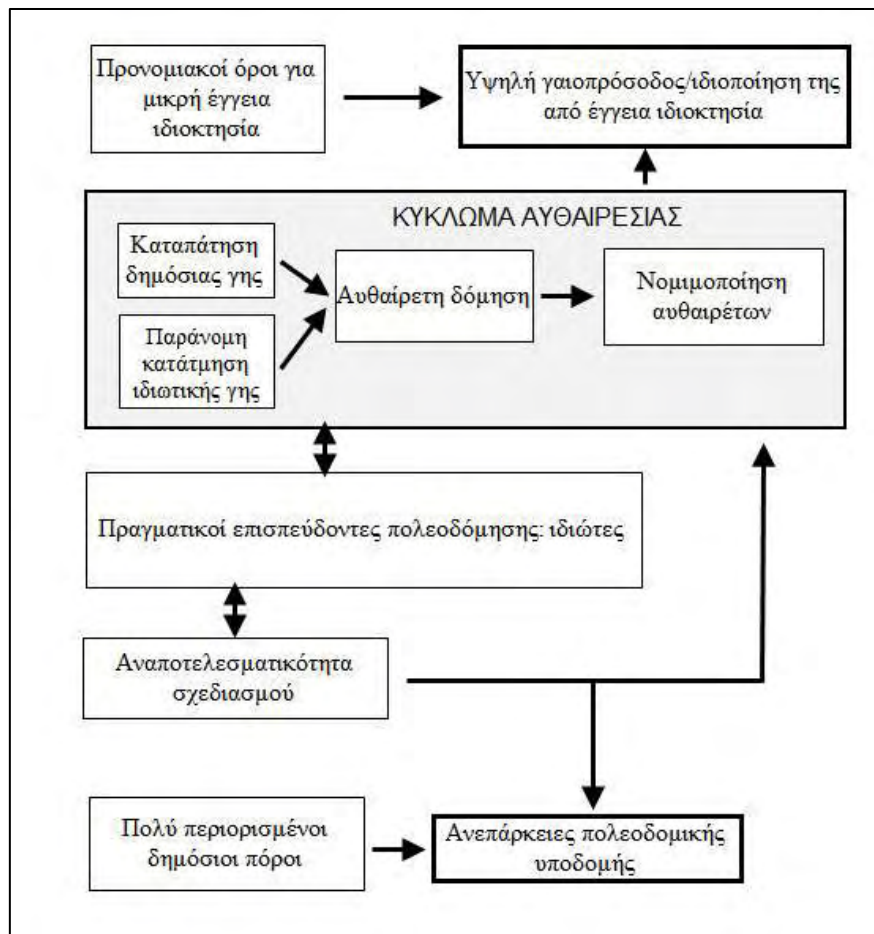 Προνομιακοί όροι για
μικρή έγγεια
ιδιοκτησία
Υψηλή γαιοπρόσοδος/ιδιοποίηση της
από έγγεια ιδιοκτησία
ΚΥΚΛΩΜΑ ΑΥΘΑΙΡΕΣΙΑΣ
Καταπάτηση
δημόσιας γης
Παράνομη
κατάτμηση
ιδιωτικής γης
Αυθαίρετη δόμηση
Νομιμοποίηση
αυθαιρέτων
Πραγματικοί επισπεύδοντες πολεοδόμησης: ιδιώτες
Αναποτελεσματικότητα
σχεδιασμού
Πολύ περιορισμένοι
δημόσιοι πόροι
Ανεπάρκειες πολεοδομικής
υποδομής